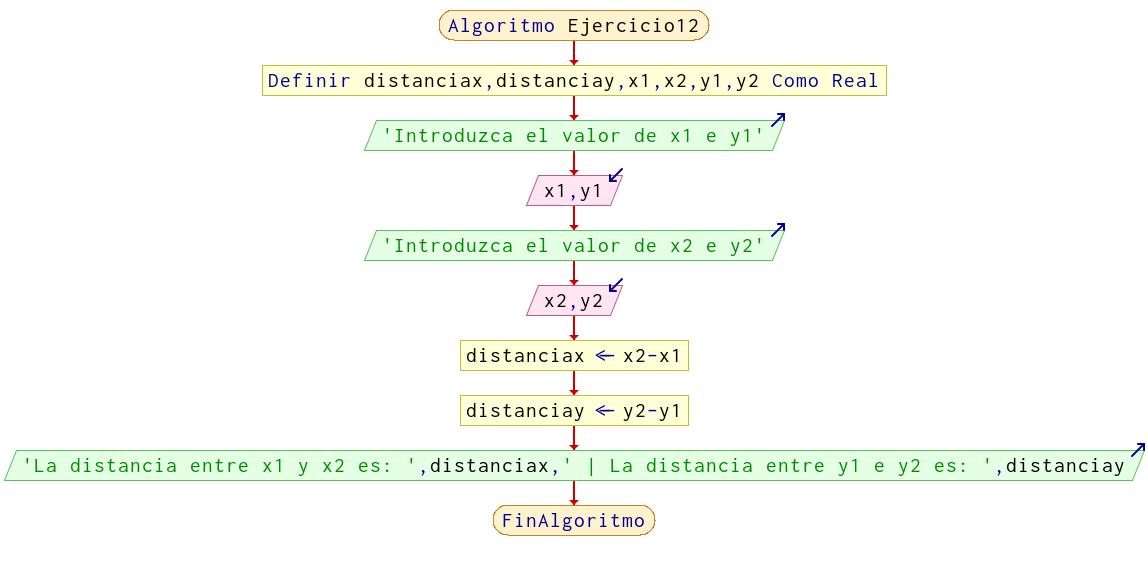 Algoritmo Ejercicio12
Definir distanciax,distanciay,x1,x2,y1,y2 Como Real
'Introduzca el valor de x1 e y1'
x1,y1
'Introduzca el valor de x2 e y2'
x2,y2
distanciax ← x2-x1
distanciay ← y2-y1
'La distancia entre x1 y x2 es: ',distanciax,' | La distancia entre y1 e y2 es: ',distanciay
FinAlgoritmo